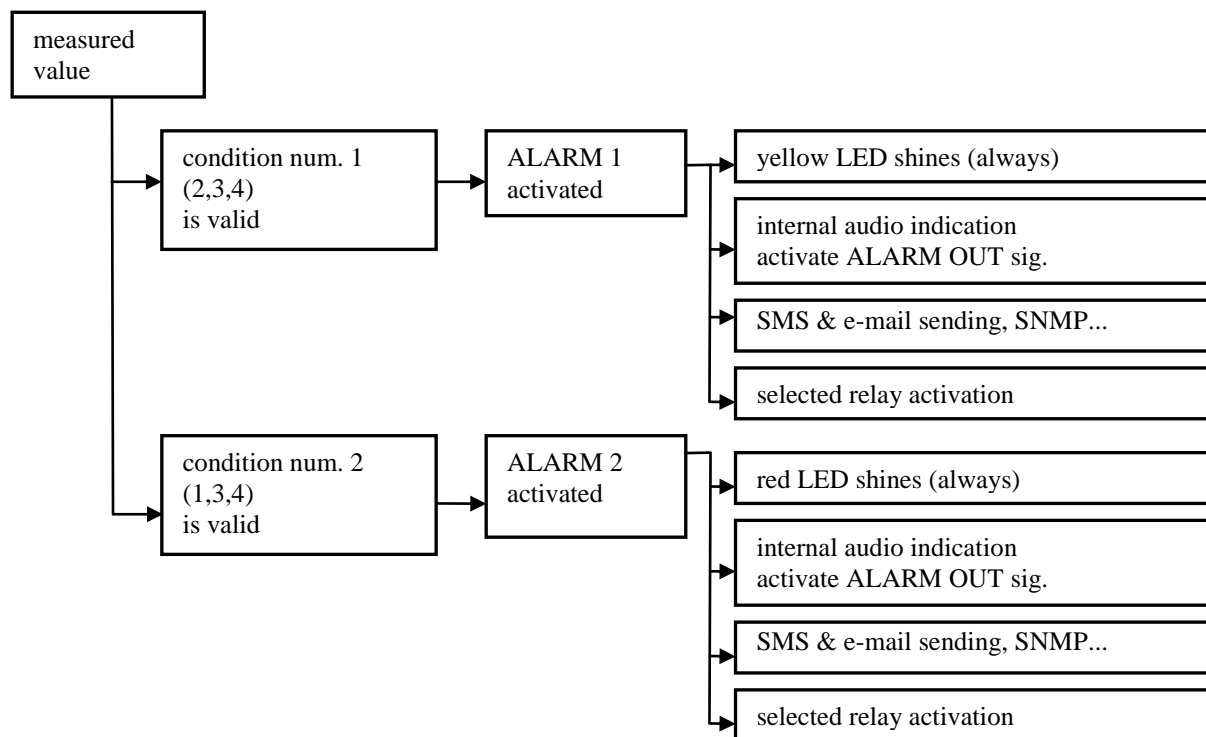 measured
value
condition num. 1
(2,3,4)
is valid
ALARM 1
activated
yellow LED shines (always)
internal audio indication
activate ALARM OUT sig.
SMS & e-mail sending, SNMP...
selected relay activation
condition num. 2
(1,3,4)
is valid
ALARM 2
activated
red LED shines (always)
internal audio indication
activate ALARM OUT sig.
SMS & e-mail sending, SNMP...
selected relay activation